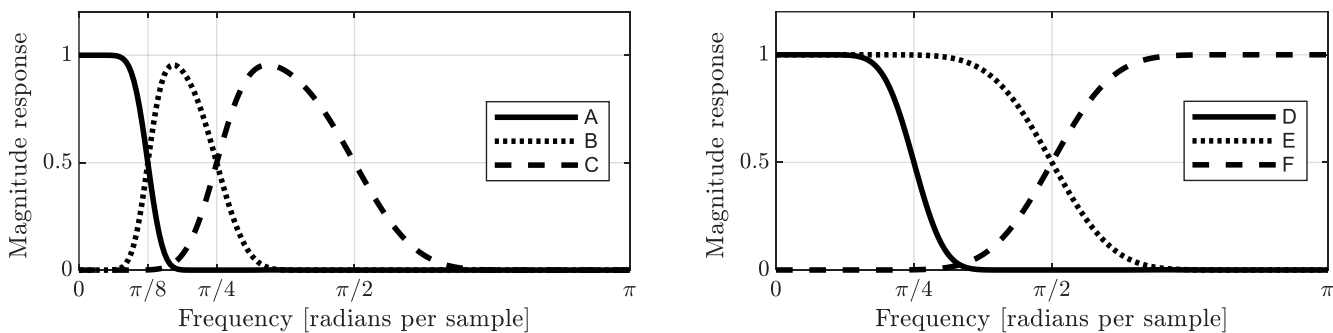 Magnitude response
1
0.5
0
0
π/8
π/4
π/2
π
Frequency [radians per sample]
A
B
C
Magnitude response
1
0.5
0
0
π/4
π/2
π
Frequency [radians per sample]
D
E
F